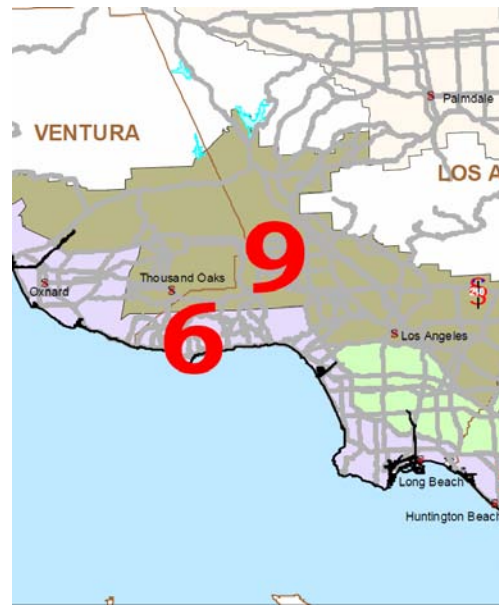 Palmdale
VENTURA
LOS A
9
Thousand Oaks
Oxnard
6
Los Angeles
Long Beach
Huntington Beach